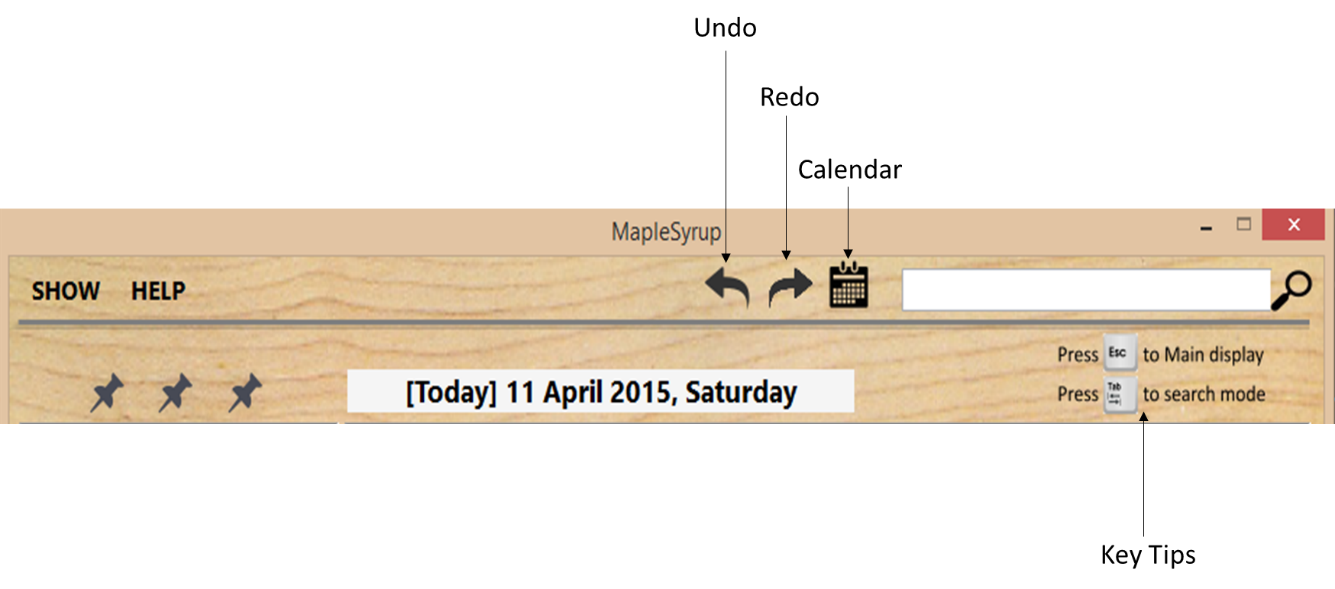 Undo
Redo
Calendar
MapleSyrup
SHOW HELP
Press Esc to Main display
[Today] 11 April 2015, Saturday
Press Tab to search mode
Key Tips